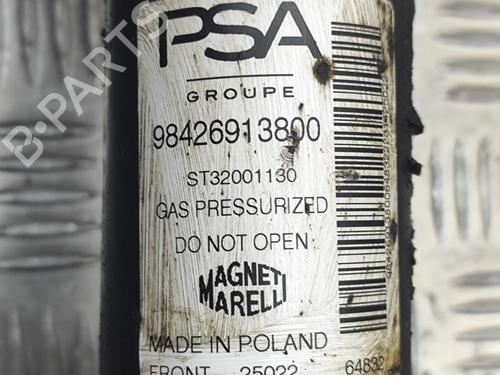 PSA
GROUPE
98426913800
ST32001130
GAS PRESSURIZED
DO NOT OPEN
MAGNETI
MARELLI
MADE IN POLAND
FRONT 25022
64832
B-PARTS